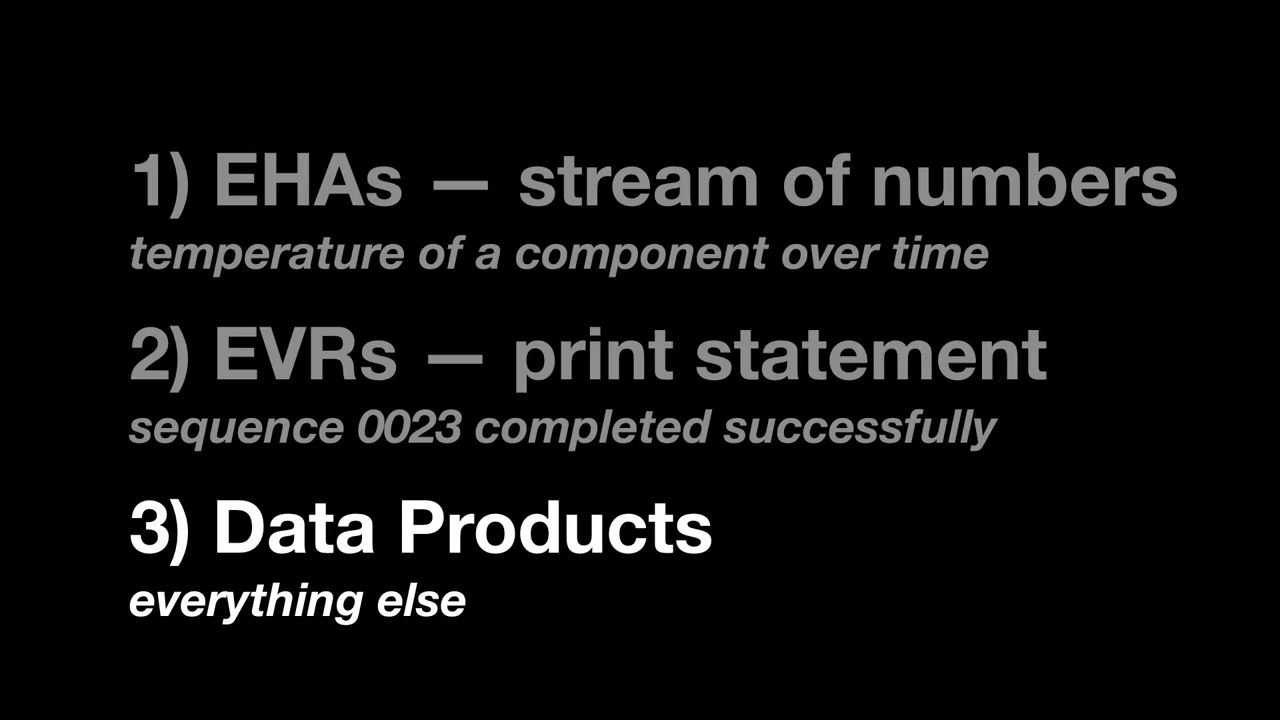 1) EHAs — stream of numbers
temperature of a component over time
2) EVRs — print statement
sequence 0023 completed successfully
3) Data Products
everything else